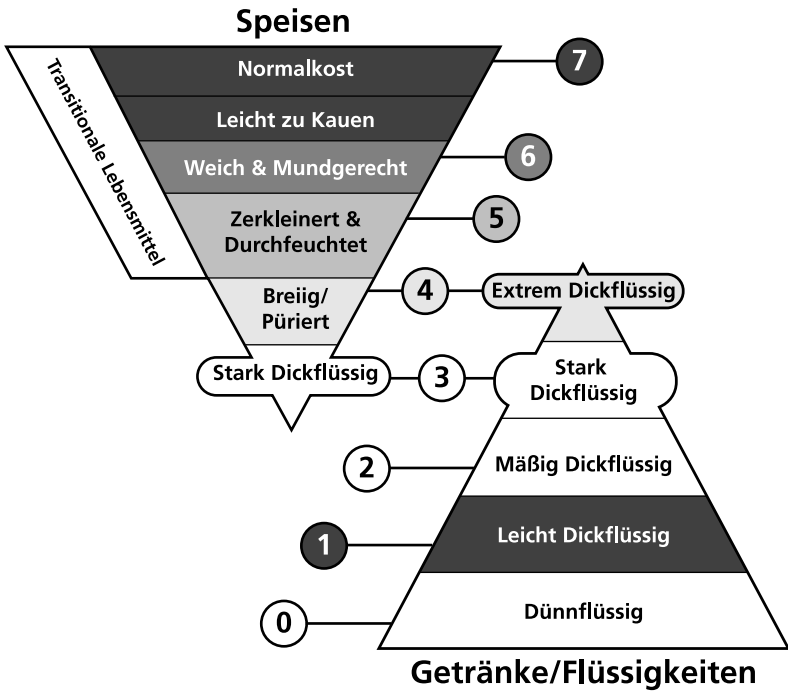 Speisen
Transitionale Lebensmittel
Normalkost
7
Leicht zu Kauen
Weich & Mundgerecht
6
Zerkleinert &
Durchfeuchtet
5
Breiig/
Püriert
4
Extrem Dickflüssig
Stark Dickflüssig
3
Stark
Dickflüssig
2
Mäßig Dickflüssig
1
Leicht Dickflüssig
0
Dünnflüssig
Getränke/Flüssigkeiten